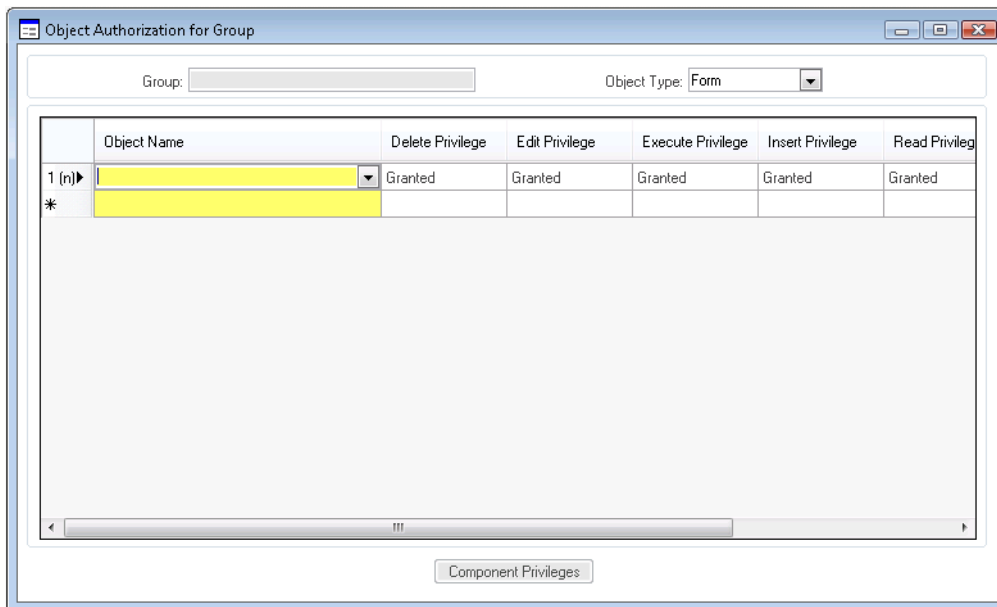 Object Authorization for Group
Group:
Object Type: Form
Object Name Delete Privilege Edit Privilege Execute Privilege Insert Privilege Read Privileg
1 (n) Granted Granted Granted Granted Granted
*
Component Privileges